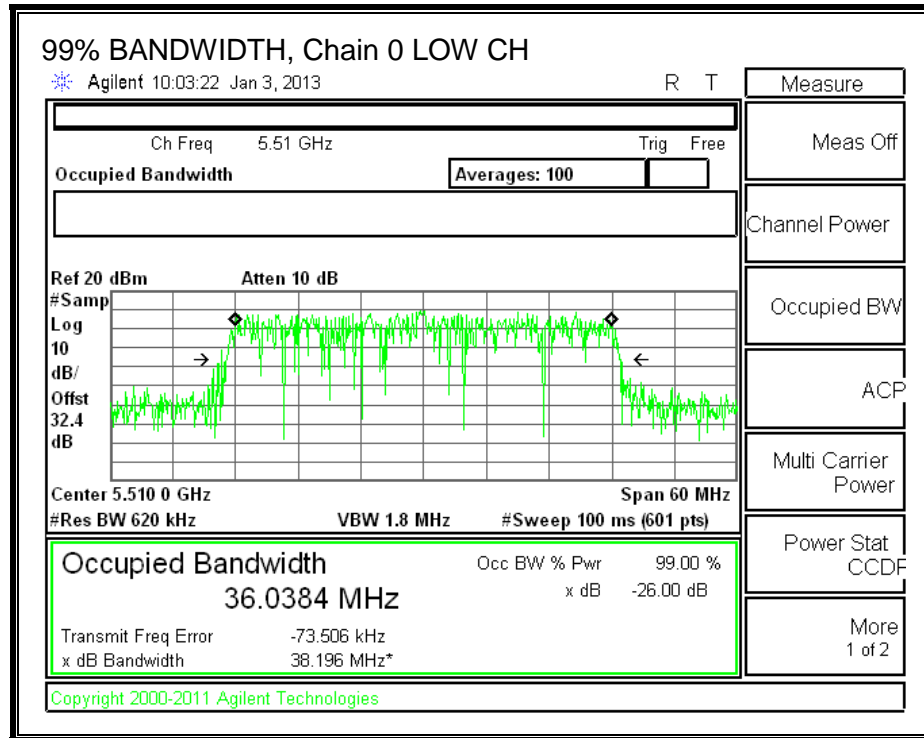 99% BANDWIDTH, Chain 0 LOW CH
Agilent 10:03:22 Jan 3, 2013 R T
Measure
Ch Freq 5.51 GHz Trig Free
Occupied Bandwidth Averages: 100
Meas Off
Channel Power
Occupied BW
ACP
Multi Carrier
Power
Power Stat
CCDF
More
1 of 2
Ref 20 dBm Atten 10 dB
#Samp
Log
10
dB/
Offst
32.4
dB
Center 5.510 0 GHz Span 60 MHz
#Res BW 620 kHz VBW 1.8 MHz #Sweep 100 ms (601 pts)
Occupied Bandwidth Occ BW % Pwr 99.00 %
36.0384 MHz x dB -26.00 dB
Transmit Freq Error -73.506 kHz
x dB Bandwidth 38.196 MHz*
Copyright 2000-2011 Agilent Technologies